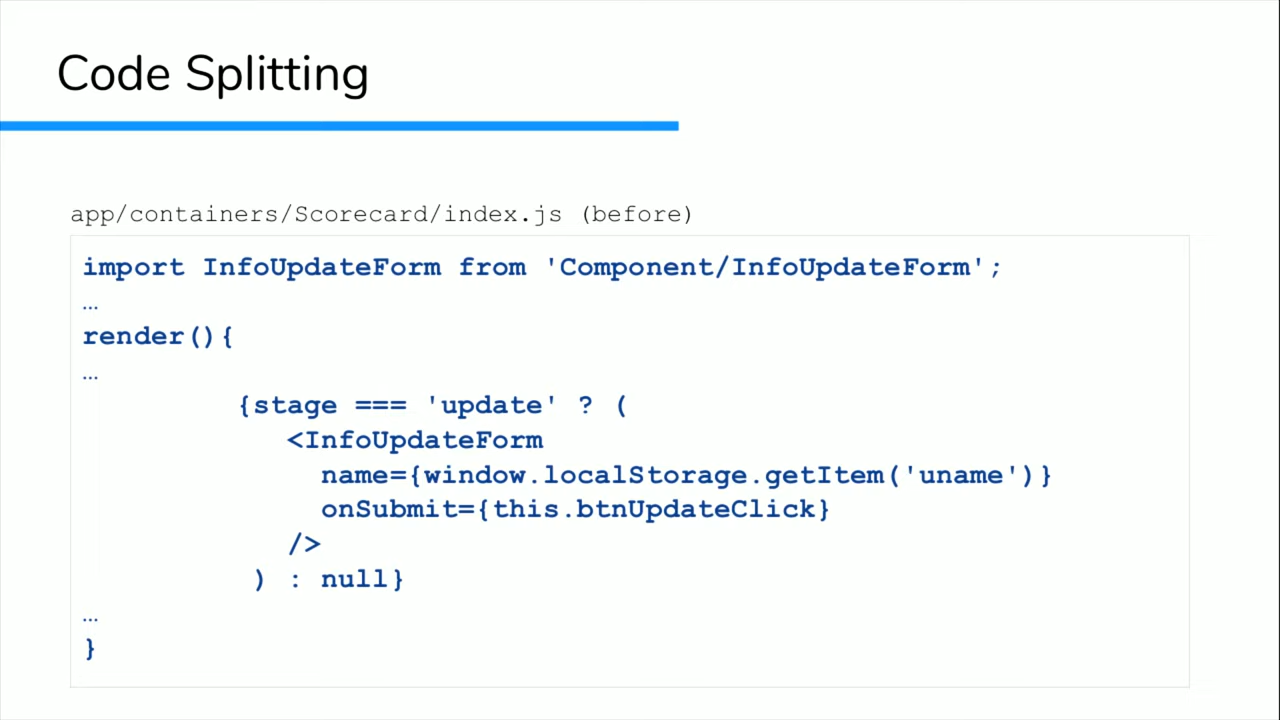 Code Splitting
app/containers/Scorecard/index.js (before)
import InfoUpdateForm from 'Component/InfoUpdateForm';
…
render(){
…
{stage === 'update' ? (
<InfoUpdateForm
name={window.localStorage.getItem('uname')}
onSubmit={this.btnUpdateClick}
/>
) : null}
…
}